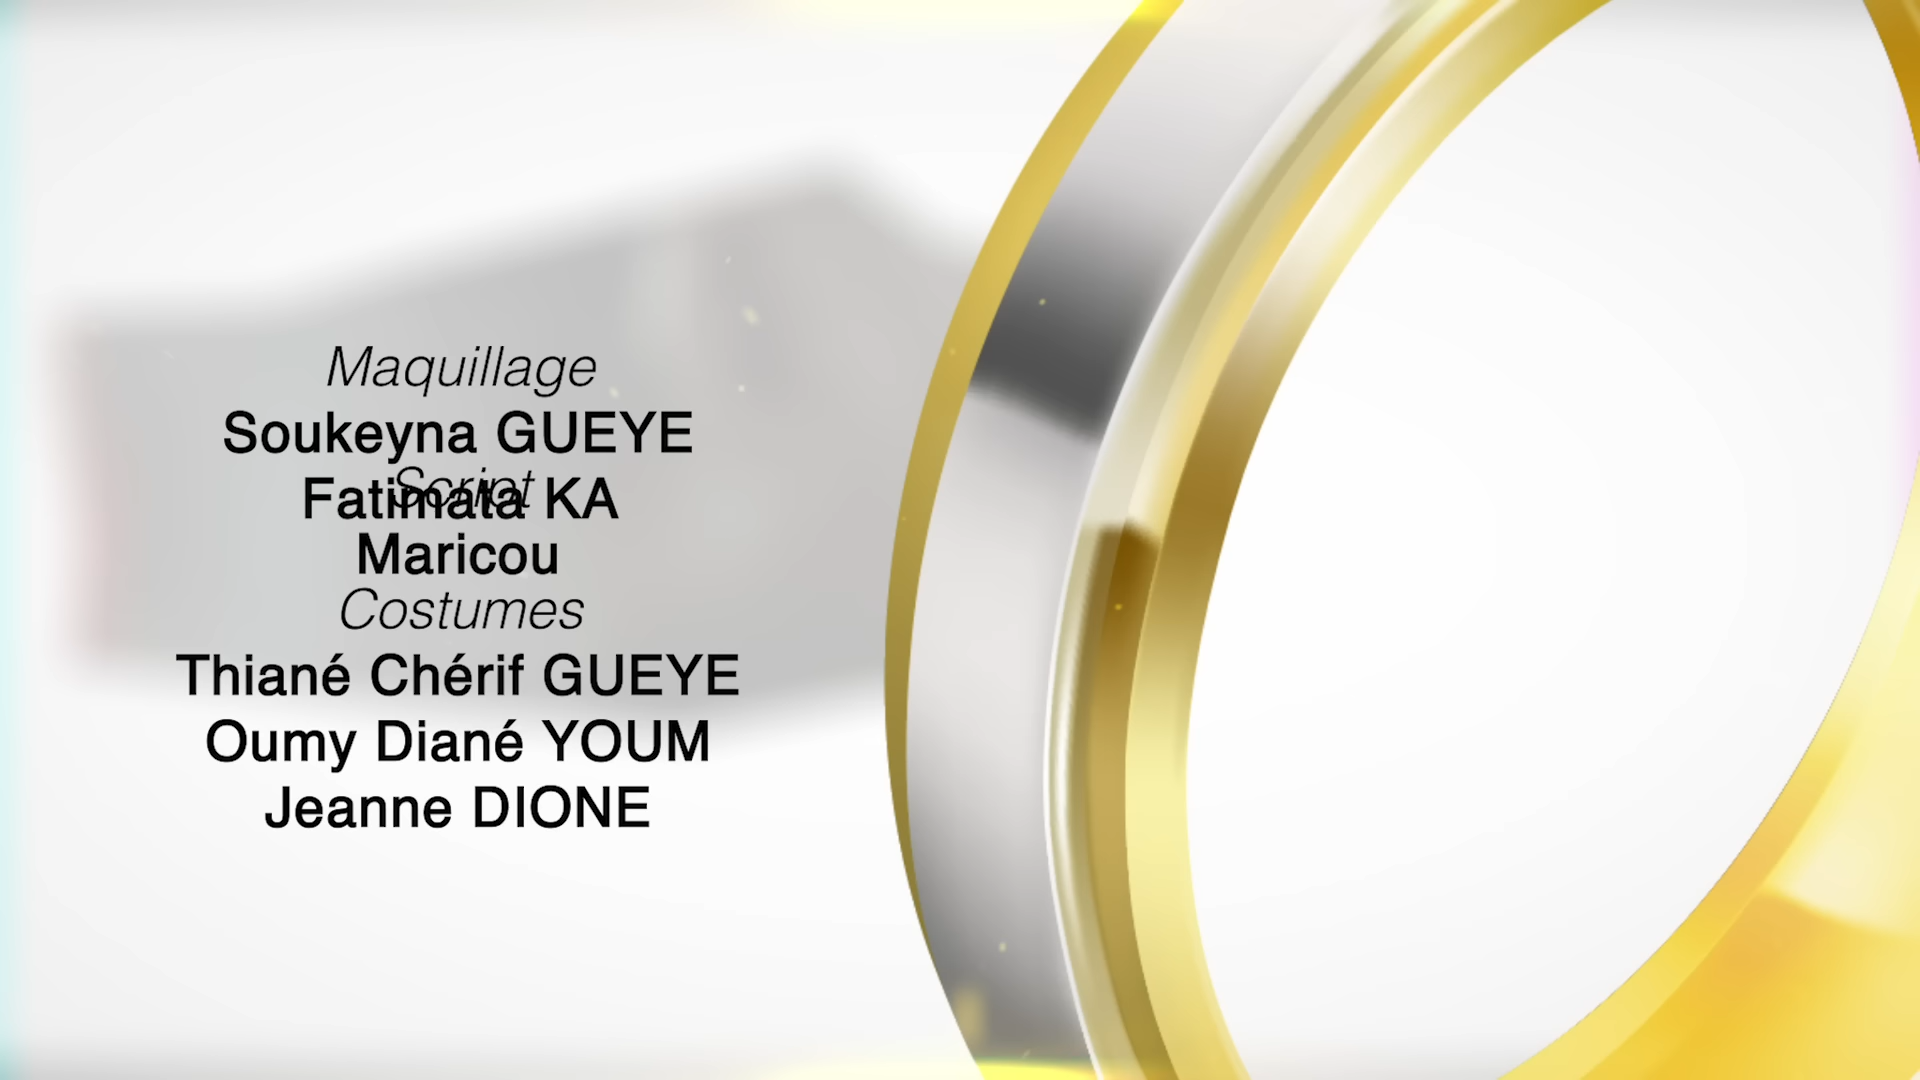 Maquillage
Soukeyna GUEYE
Script
Fatimata KA
Maricou
Costumes
Thiané Chérif GUEYE
Oumy Diané YOUM
Jeanne DIONE